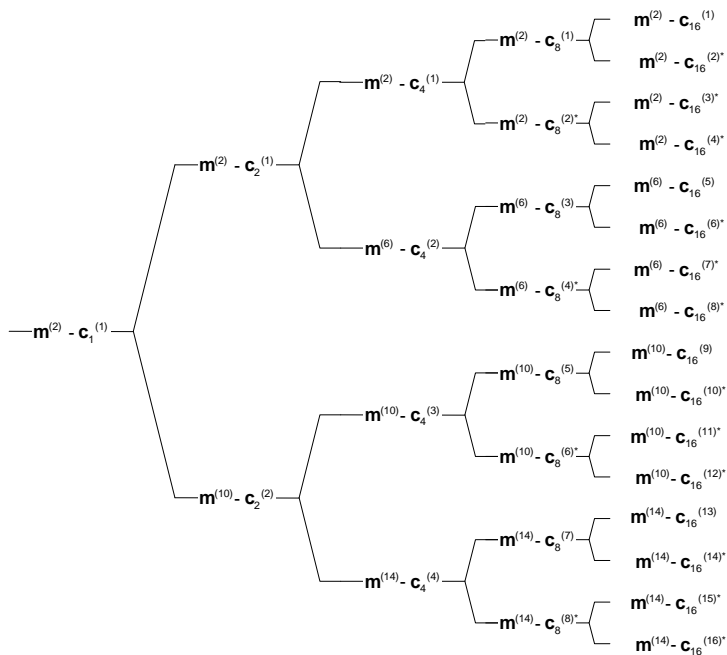 m(2) - c16(1)
m(2) - c8(1)
m(2) - c16(2)*
m(2) - c4(1)
m(2) - c16(3)*
m(2) - c8(2)*
m(2) - c16(4)*
m(2) - c2(1)
m(6) - c16(5)
m(6) - c8(3)
m(6) - c16(6)*
m(6) - c4(2)
m(6) - c16(7)*
m(6) - c8(4)*
m(6) - c16(8)*
m(2) - c1(1)
m(10) - c16(9)
m(10) - c8(5)
m(10) - c16(10)*
m(10) - c4(3)
m(10) - c16(11)*
m(10) - c8(6)*
m(10) - c16(12)*
m(10) - c2(2)
m(14) - c16(13)
m(14) - c8(7)
m(14) - c16(14)*
m(14) - c4(4)
m(14) - c16(15)*
m(14) - c8(8)*
m(14) - c16(16)*